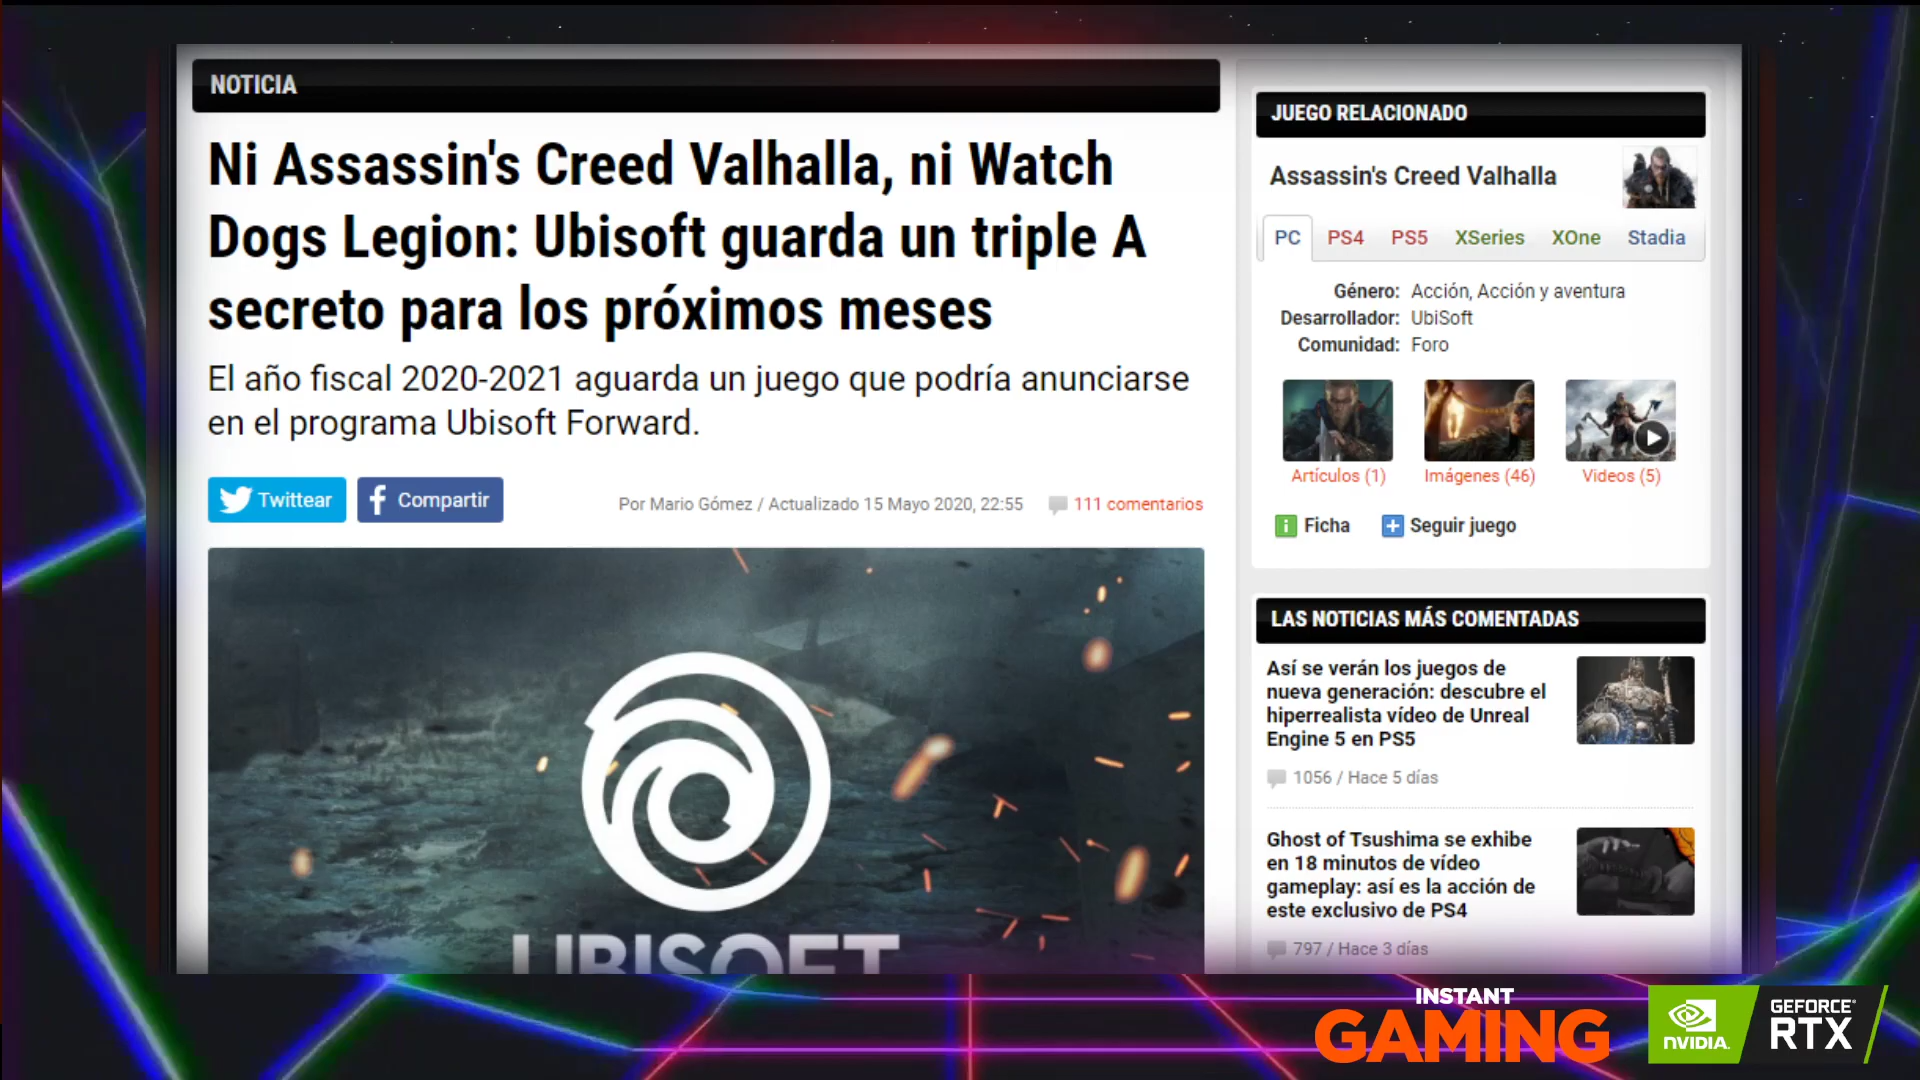 NOTICIA
Ni Assassin's Creed Valhalla, ni Watch
Dogs Legion: Ubisoft guarda un triple A
secreto para los próximos meses
El año fiscal 2020-2021 aguarda un juego que podría anunciarse
en el programa Ubisoft Forward.
Twittear
Compartir
Por Mario Gómez / Actualizado 15 Mayo 2020, 22:55
111 comentarios
UBISOFT
JUEGO RELACIONADO
Assassin's Creed Valhalla
PC PS4 PS5 XSeries XOne Stadia
Género: Acción, Acción y aventura
Desarrollador: UbiSoft
Comunidad: Foro
Artículos (1) Imágenes (46) Videos (5)
Ficha Seguir juego
LAS NOTICIAS MÁS COMENTADAS
Así se verán los juegos de
nueva generación: descubre el
hiperrealista vídeo de Unreal
Engine 5 en PS5
1056 / Hace 5 días
Ghost of Tsushima se exhibe
en 18 minutos de vídeo
gameplay: así es la acción de
este exclusivo de PS4
797 / Hace 3 días
INSTANT
GAMING
NVIDIA.
GEFORCE®
RTX